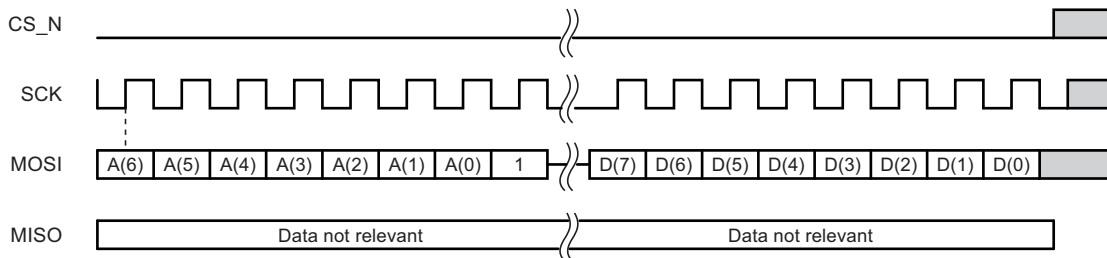 CS_N
SCK
MOSI A(6) A(5) A(4) A(3) A(2) A(1) A(0) 1 D(7) D(6) D(5) D(4) D(3) D(2) D(1) D(0)
MISO Data not relevant Data not relevant